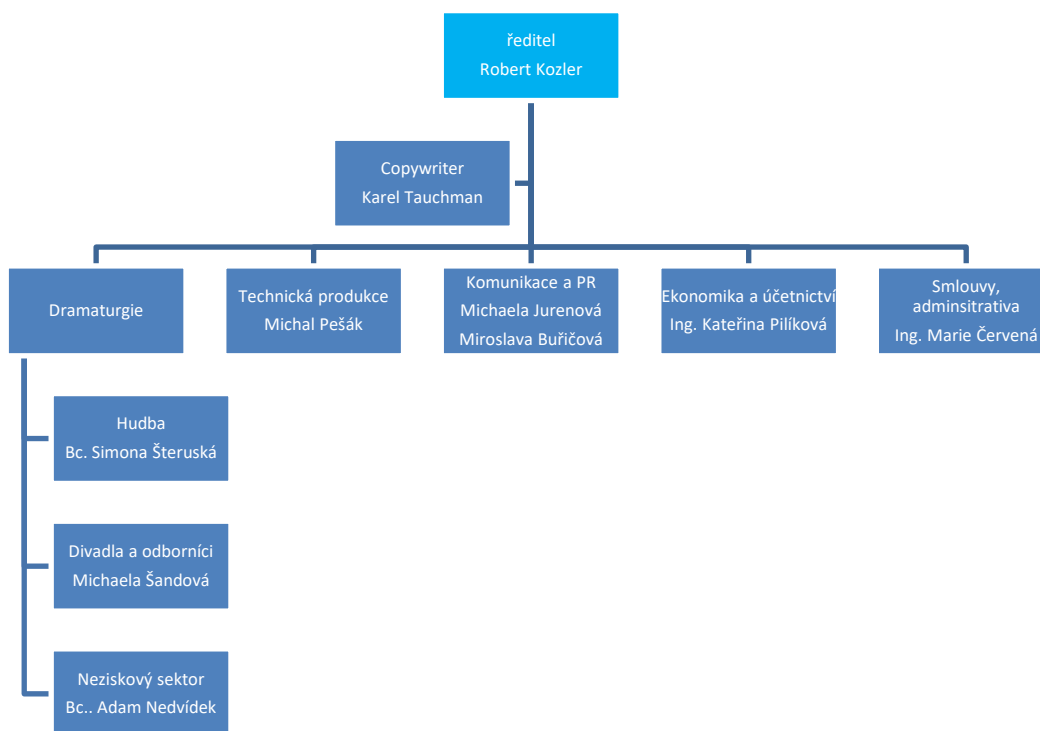 ředitel
Robert Kozler
Copywriter
Karel Tauchman
Dramaturgie
Technická produkce
Michal Pešák
Komunikace a PR
Michaela Jurenová
Miroslava Buřičová
Ekonomika a účetnictví
Ing. Kateřina Pilíková
Smlouvy,
adminsitrativa
Ing. Marie Červená
Hudba
Bc. Simona Šteruská
Divadla a odborníci
Michaela Šandová
Neziskový sektor
Bc.. Adam Nedvídek